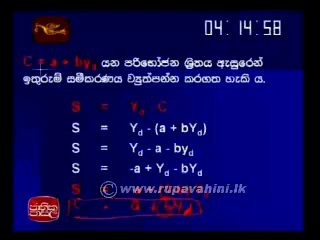 04:14:58
C = a + byd යන පරිභෝජන ශ්‍රිතය ඇසුරෙන්
ඉතුරුම් සමීකරණය ව්‍යුත්පන්න කරගත හැකි ය.
S = Yd - C
S = Yd - (a + bYd)
S = Yd - a - byd
S = -a + Yd - bYd
© www.rupavahini.lk